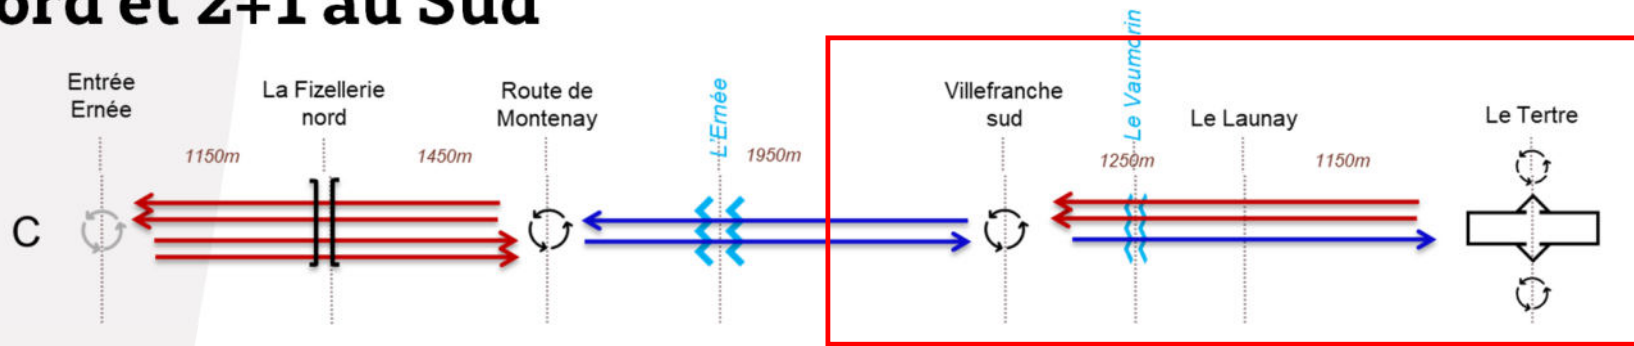 ord et 2+1 au Sud
Entrée
Ernée
La Fizellerie
nord
Route de
Montenay
L'Ernée
Villefranche
sud
Le Vaumorin
Le Launay
Le Tertre
1150m
1450m
1950m
1250m
1150m
C